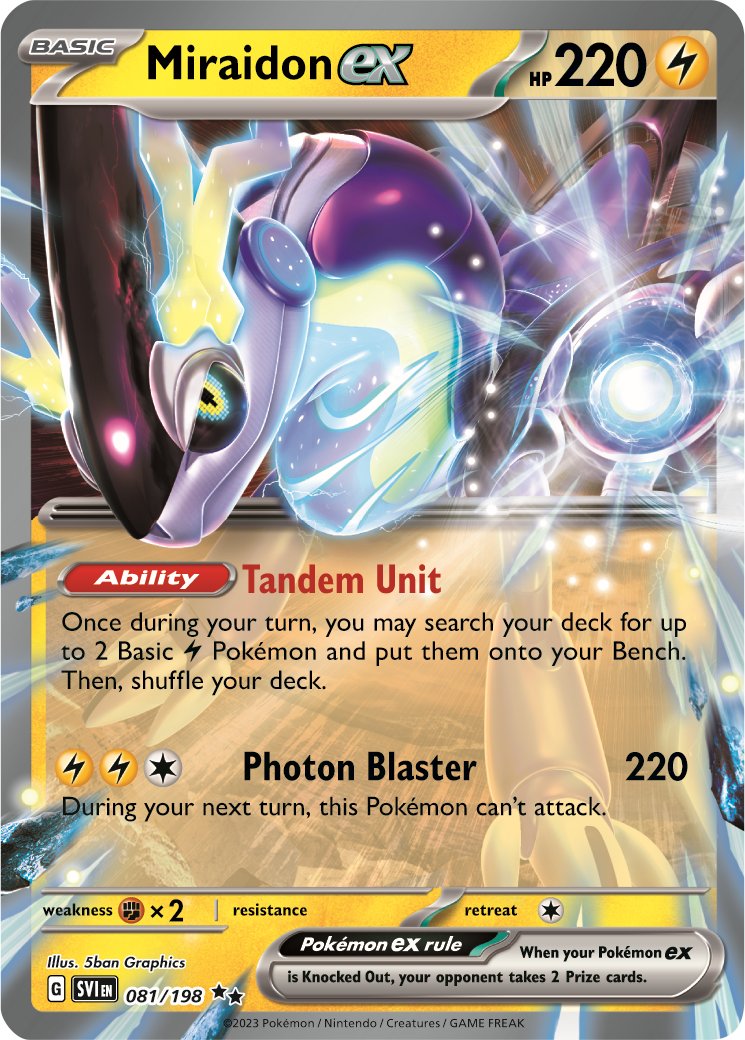 BASIC Miraidon ex HP 220
Ability Tandem Unit
Once during your turn, you may search your deck for up
to 2 Basic Pokémon and put them onto your Bench.
Then, shuffle your deck.
Photon Blaster 220
During your next turn, this Pokémon can't attack.
weakness ×2 resistance retreat
Illus. 5ban Graphics
Pokémon ex rule When your Pokémon ex
is Knocked Out, your opponent takes 2 Prize cards.
G SVI EN 081/198
©2023 Pokémon / Nintendo / Creatures / GAME FREAK